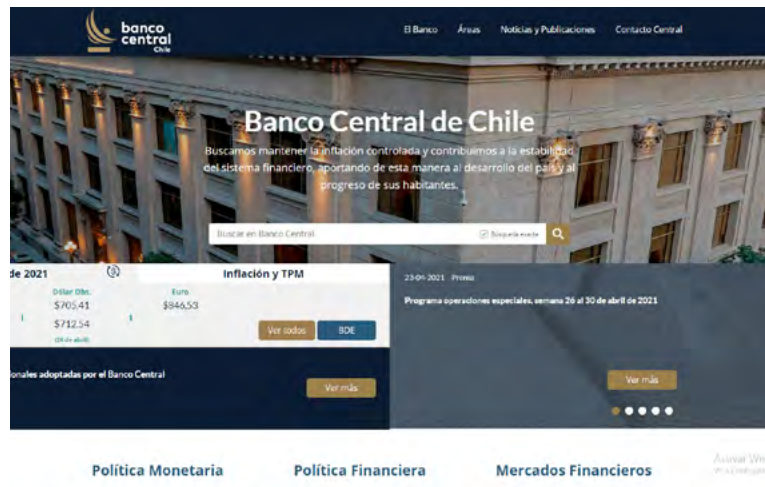 banco
central
Chile
El Banco Áreas Noticias y Publicaciones Contacto Central
Banco Central de Chile
Buscamos mantener la inflación controlada y contribuimos a la estabilidad
del sistema financiero, aportando de esta manera al desarrollo del país y al
progreso de sus habitantes.
Buscar en Banco Central Búsqueda exacta
de 2021 Inflación y TPM
Dólar Obs. Euro
$705,41 $846,53
$712,54
Ver todos BDE
23-04-2021 Prensa
Programa operaciones especiales, semana 26 al 30 de abril de 2021
ionales adoptadas por el Banco Central
Ver más
Ver más
Política Monetaria Política Financiera Mercados Financieros